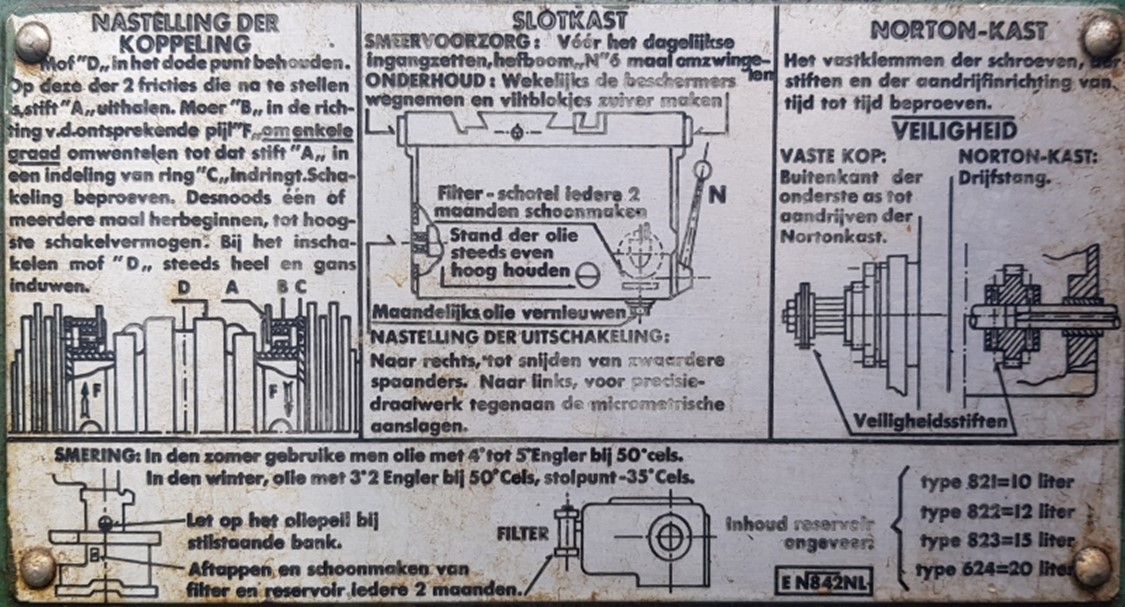 NASTELLING DER
KOPPELING
Mof "D„ in het dode punt behouden.
Op deze der 2 fricties die na te stellen
is, stift "A„ uithalen. Moer "B„ in de rich-
ting v.d. ontsprekende pijl "F„ om enkele
graad omwentelen tot dat stift "A„ in
een indeling van ring "C„ indringt. Scha-
keling beproeven. Desnoods één of
meerdere maal herbeginnen, tot hoog-
ste schakelvermogen. Bij het inscha-
kelen mof "D„ steeds heel en gans
induwen.
D A B C
F F
SLOTKAST
SMEERVOORZORG: Vóór het dagelijkse
ingangzetten, hefboom „N" 6 maal omzwinge-
len
ONDERHOUD: Wekelijks de beschermers
wegnemen en viltblokjes zuiver maken
N
Filter-schotel iedere 2
maanden schoonmaken
Stand der olie
steeds even
hoog houden
Maandelijks olie vernieuwen
NASTELLING DER UITSCHAKELING:
Naar rechts, tot snijden van zwaardere
spaanders. Naar links, voor precisie-
draaiwerk tegenaan de micrometrische
aanslagen.
NORTON-KAST
Het vastklemmen der schroeven, der
stiften en der aandrijfinrichting van
tijd tot tijd beproeven.
VEILIGHEID
VASTE KOP:
Buitenkant der
onderste as tot
aandrijven der
Nortonkast.
NORTON-KAST:
Drijfstang.
Veiligheidsstiften
SMERING: In den zomer gebruike men olie met 4° tot 5° Engler bij 50° cels.
In den winter, olie met 3°2 Engler bij 50° Cels, stolpunt -35° Cels.
Let op het oliepeil bij
stilstaande bank.
B
Aftappen en schoonmaken van
filter en reservoir iedere 2 maanden.
FILTER
Inhoud reservoir
ongeveer:
type 821=10 liter
type 822=12 liter
type 823=15 liter
type 624=20 liter
E N842NL